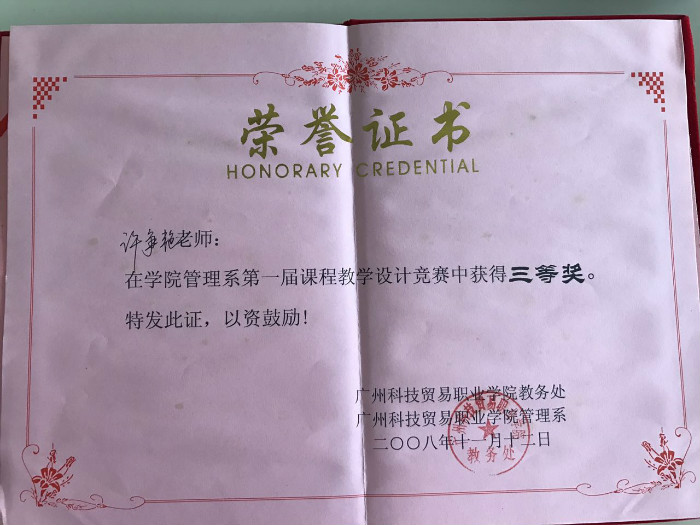 荣誉证书
HONORARY CREDENTIAL
许争艳老师：
在学院管理系第一届课程教学设计竞赛中获得三等奖。
特发此证，以资鼓励！
广州科技贸易职业学院教务处
广州科技贸易职业学院管理系
二〇〇八年十一月十二日
教务处